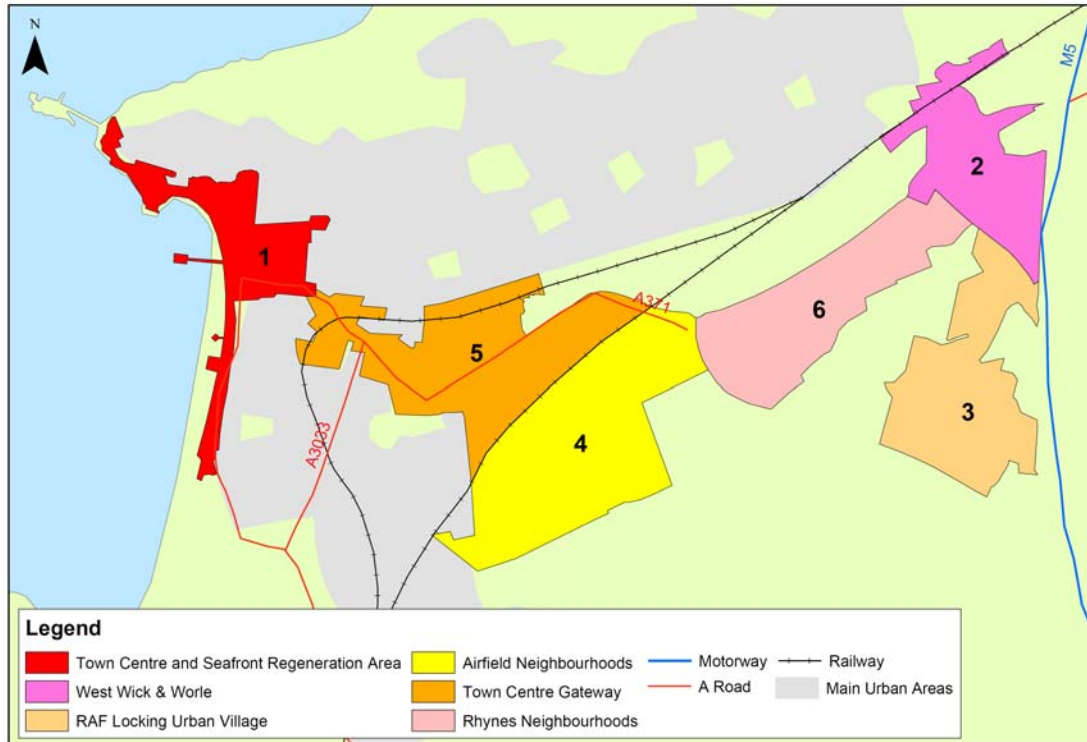 N
M5
2
1
6
A371
5
3
4
A3033
Legend
Town Centre and Seafront Regeneration Area
West Wick & Worle
RAF Locking Urban Village
Airfield Neighbourhoods
Town Centre Gateway
Rhynes Neighbourhoods
Motorway
A Road
Railway
Main Urban Areas